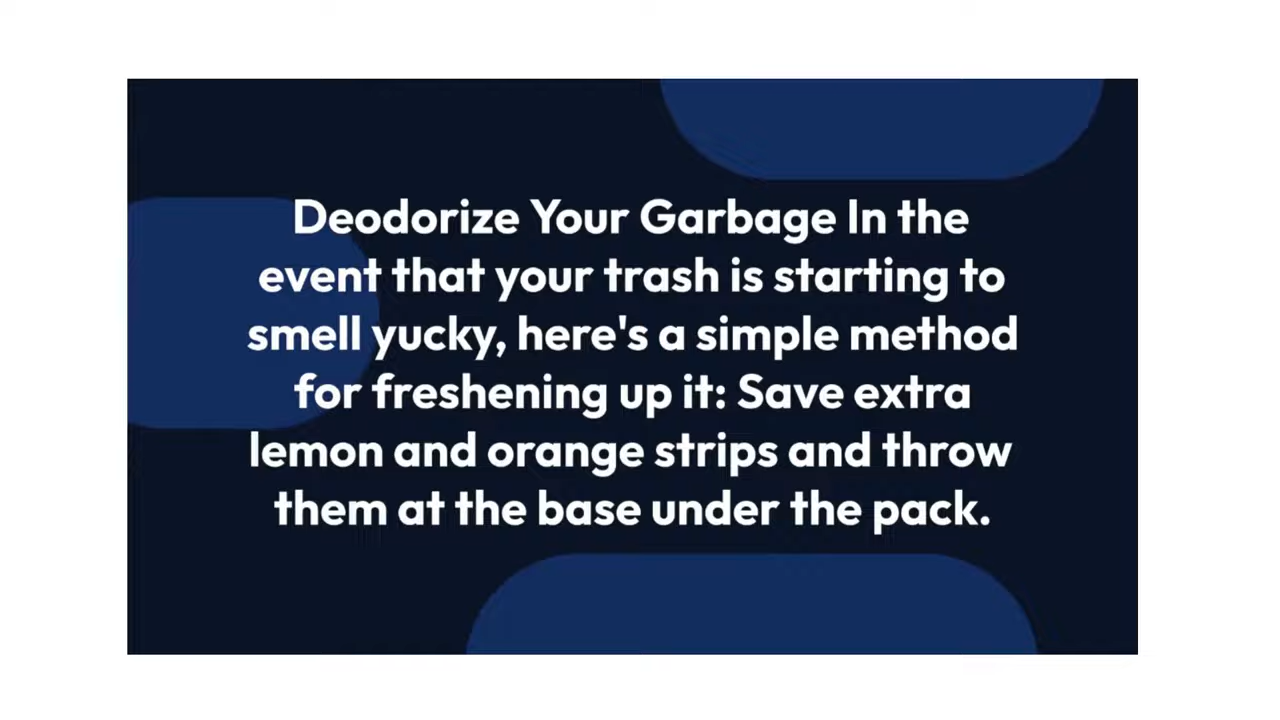 Deodorize Your Garbage In the
event that your trash is starting to
smell yucky, here's a simple method
for freshening up it: Save extra
lemon and orange strips and throw
them at the base under the pack.